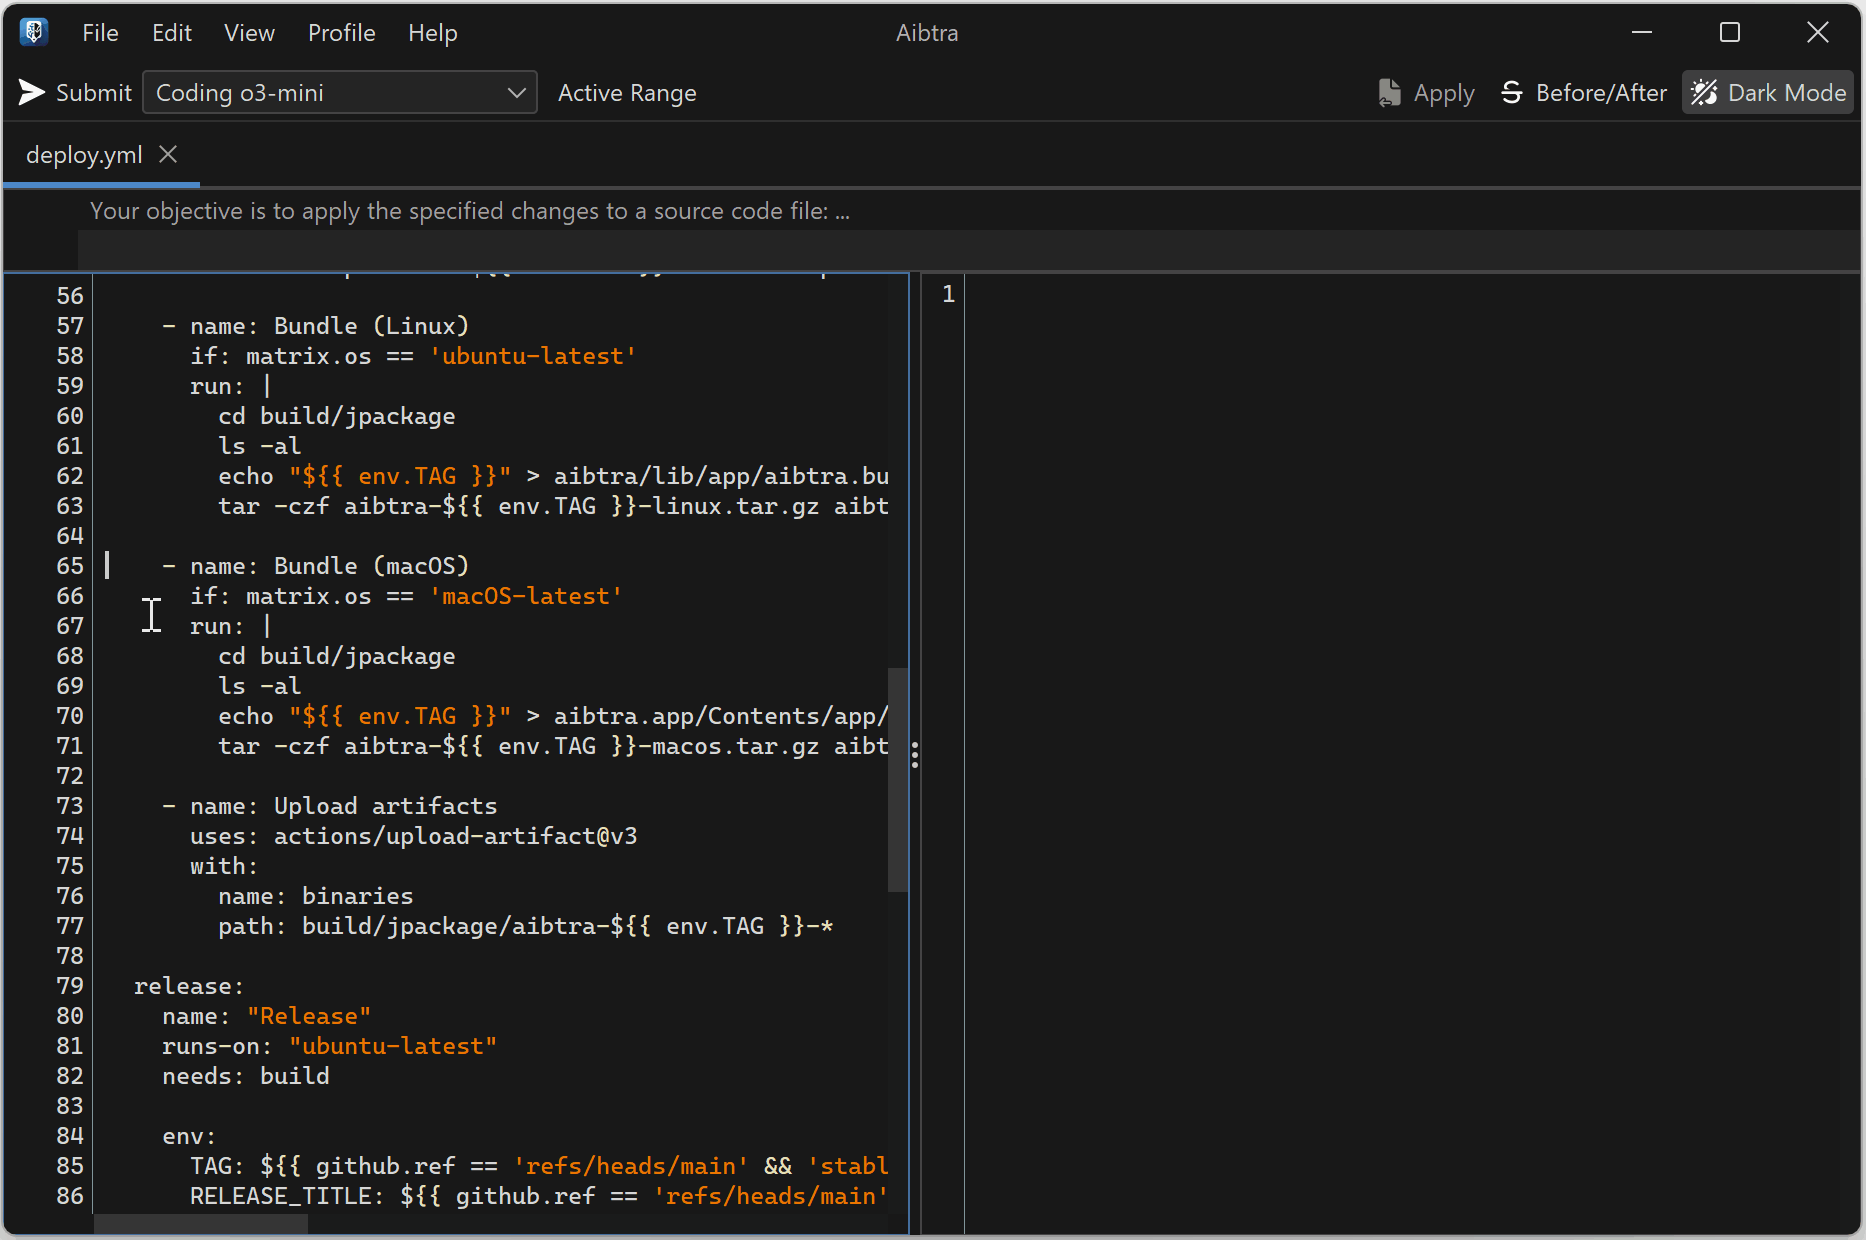 File Edit View Profile Help Aibtra
Submit Coding o3-mini Active Range Apply Before/After Dark Mode
deploy.yml
Your objective is to apply the specified changes to a source code file: ...
56
57 - name: Bundle (Linux)
58 if: matrix.os == 'ubuntu-latest'
59 run: |
60 cd build/jpackage
61 ls -al
62 echo "${{ env.TAG }}" > aibtra/lib/app/aibtra.bu
63 tar -czf aibtra-${{ env.TAG }}-linux.tar.gz aibt
64
65 - name: Bundle (macOS)
66 if: matrix.os == 'macOS-latest'
67 run: |
68 cd build/jpackage
69 ls -al
70 echo "${{ env.TAG }}" > aibtra.app/Contents/app/
71 tar -czf aibtra-${{ env.TAG }}-macos.tar.gz aibt
72
73 - name: Upload artifacts
74 uses: actions/upload-artifact@v3
75 with:
76 name: binaries
77 path: build/jpackage/aibtra-${{ env.TAG }}-*
78
79 release:
80 name: "Release"
81 runs-on: "ubuntu-latest"
82 needs: build
83
84 env:
85 TAG: ${{ github.ref == 'refs/heads/main' && 'stabl
86 RELEASE_TITLE: ${{ github.ref == 'refs/heads/main'
1